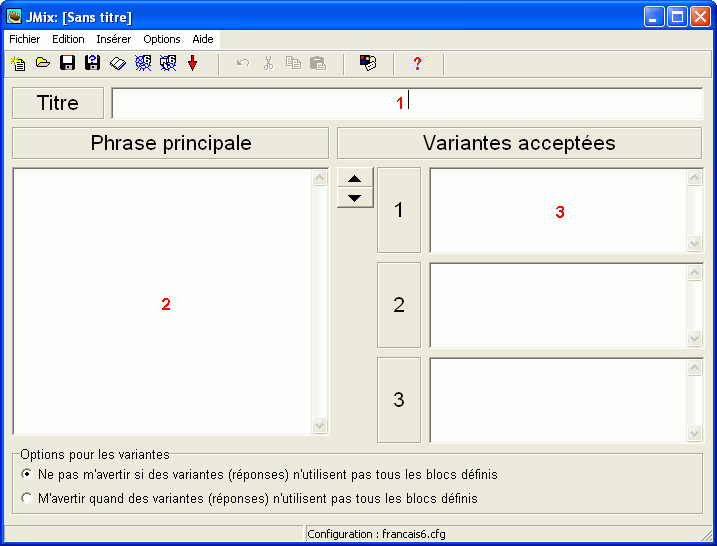 JMix: [Sans titre]
Fichier Edition Insérer Options Aide
?
Titre
1
Phrase principale
Variantes acceptées
1
3
2
2
3
Options pour les variantes
Ne pas m'avertir si des variantes (réponses) n'utilisent pas tous les blocs définis
M'avertir quand des variantes (réponses) n'utilisent pas tous les blocs définis
Configuration : francais6.cfg